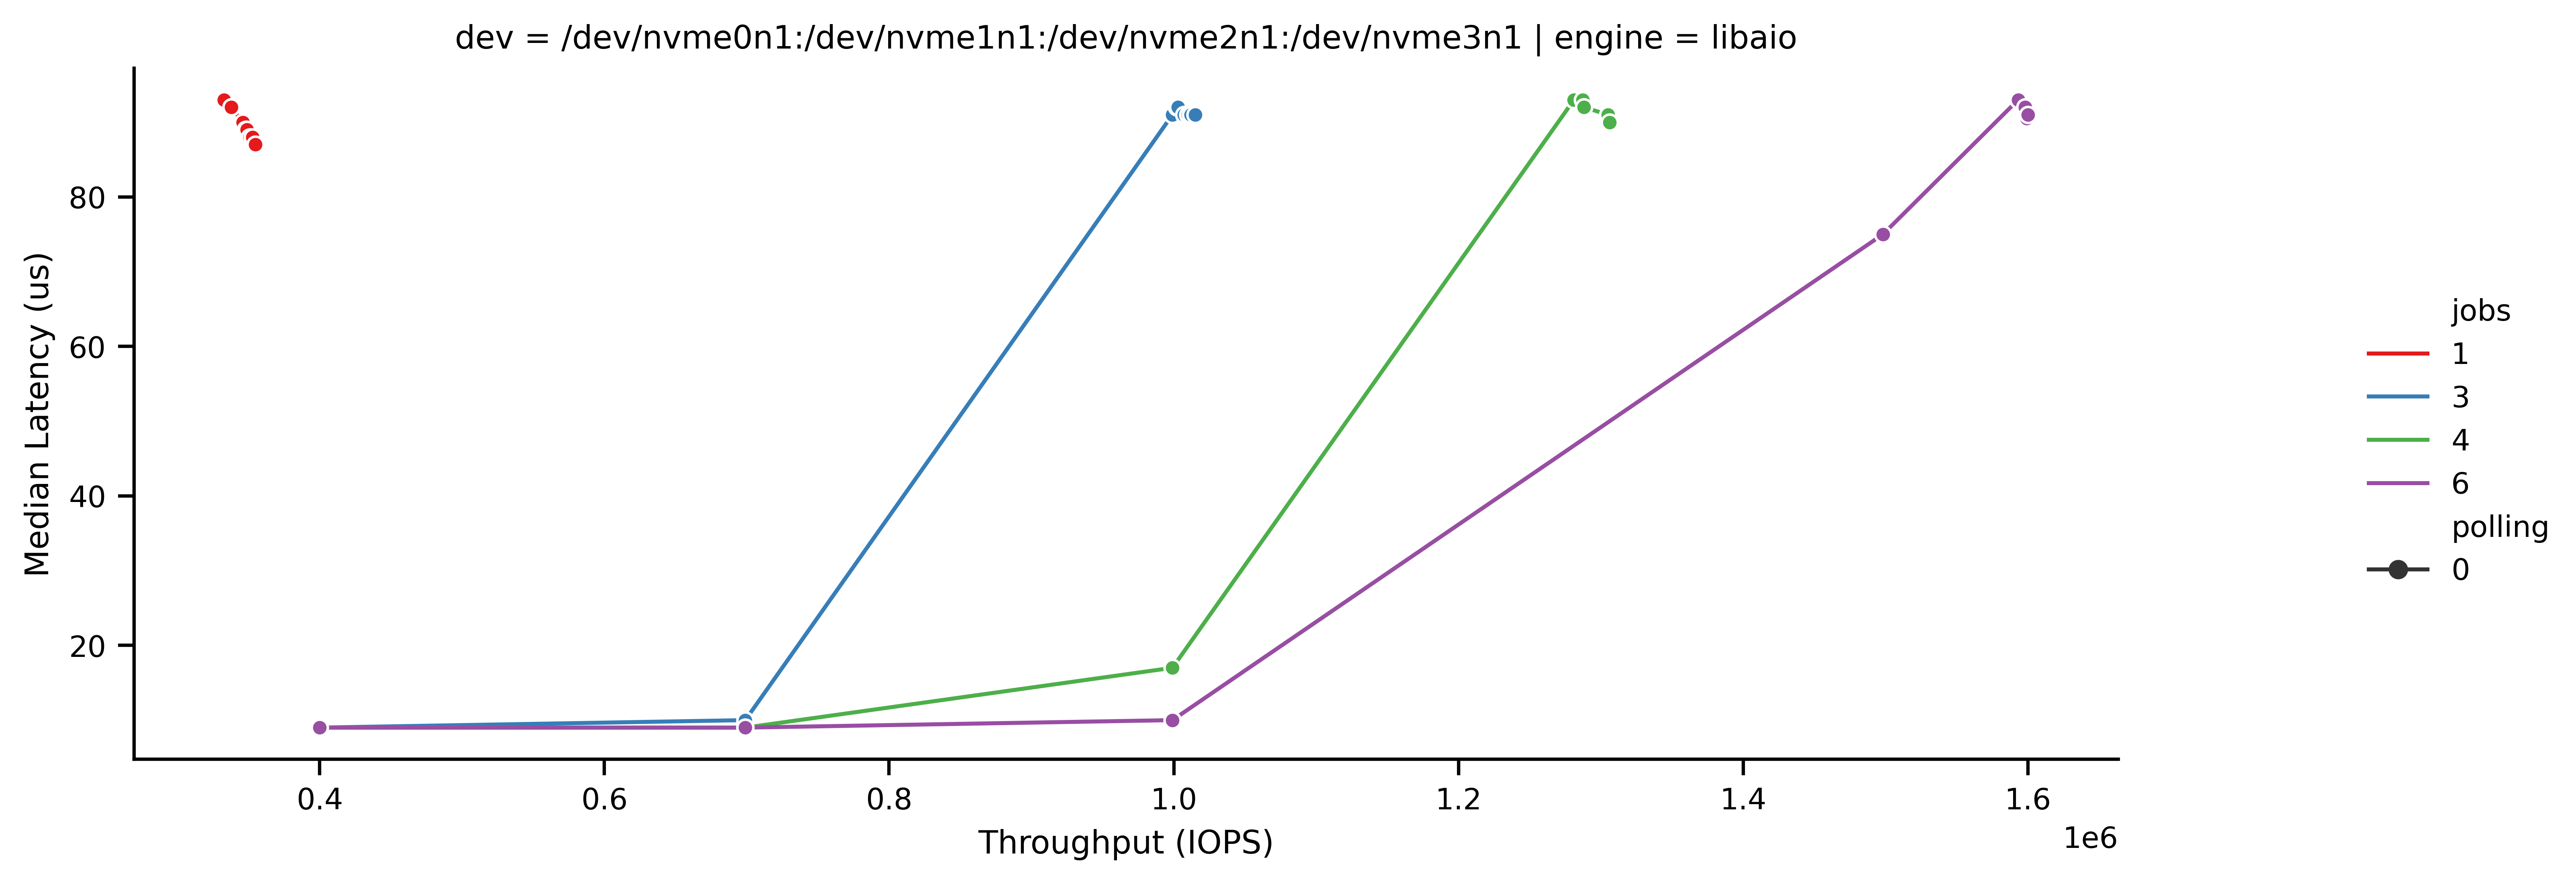 dev = /dev/nvme0n1:/dev/nvme1n1:/dev/nvme2n1:/dev/nvme3n1 | engine = libaio
Median Latency (us)
80
60
40
20
0.4 0.6 0.8 1.0 1.2 1.4 1.6
1e6
Throughput (IOPS)
jobs
1
3
4
6
polling
0